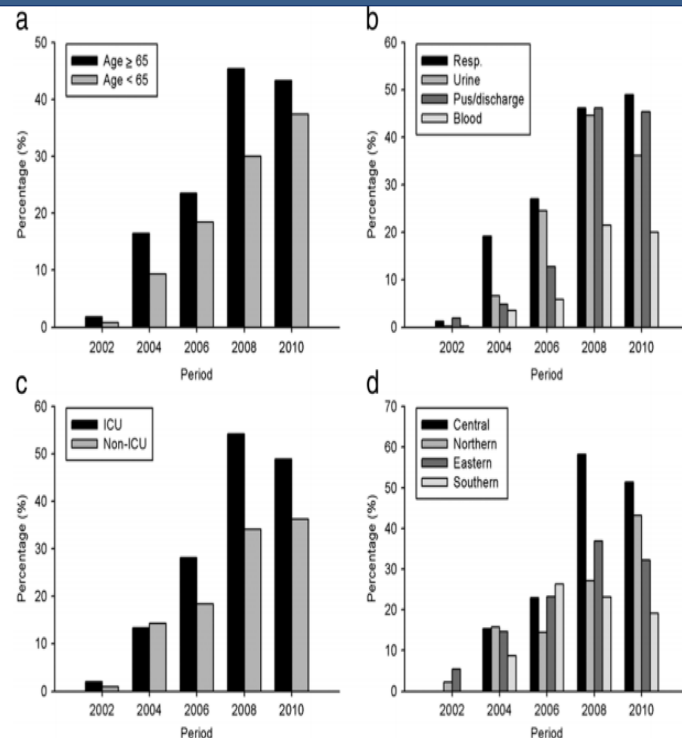 a
Percentage (%)
50
40
30
20
10
0
Age ≥ 65
Age < 65
2002 2004 2006 2008 2010
Period
b
Percentage (%)
60
50
40
30
20
10
0
Resp.
Urine
Pus/discharge
Blood
2002 2004 2006 2008 2010
Period
c
Percentage (%)
60
50
40
30
20
10
0
ICU
Non-ICU
2002 2004 2006 2008 2010
Period
d
Percentage (%)
70
60
50
40
30
20
10
0
Central
Northern
Eastern
Southern
2002 2004 2006 2008 2010
Period